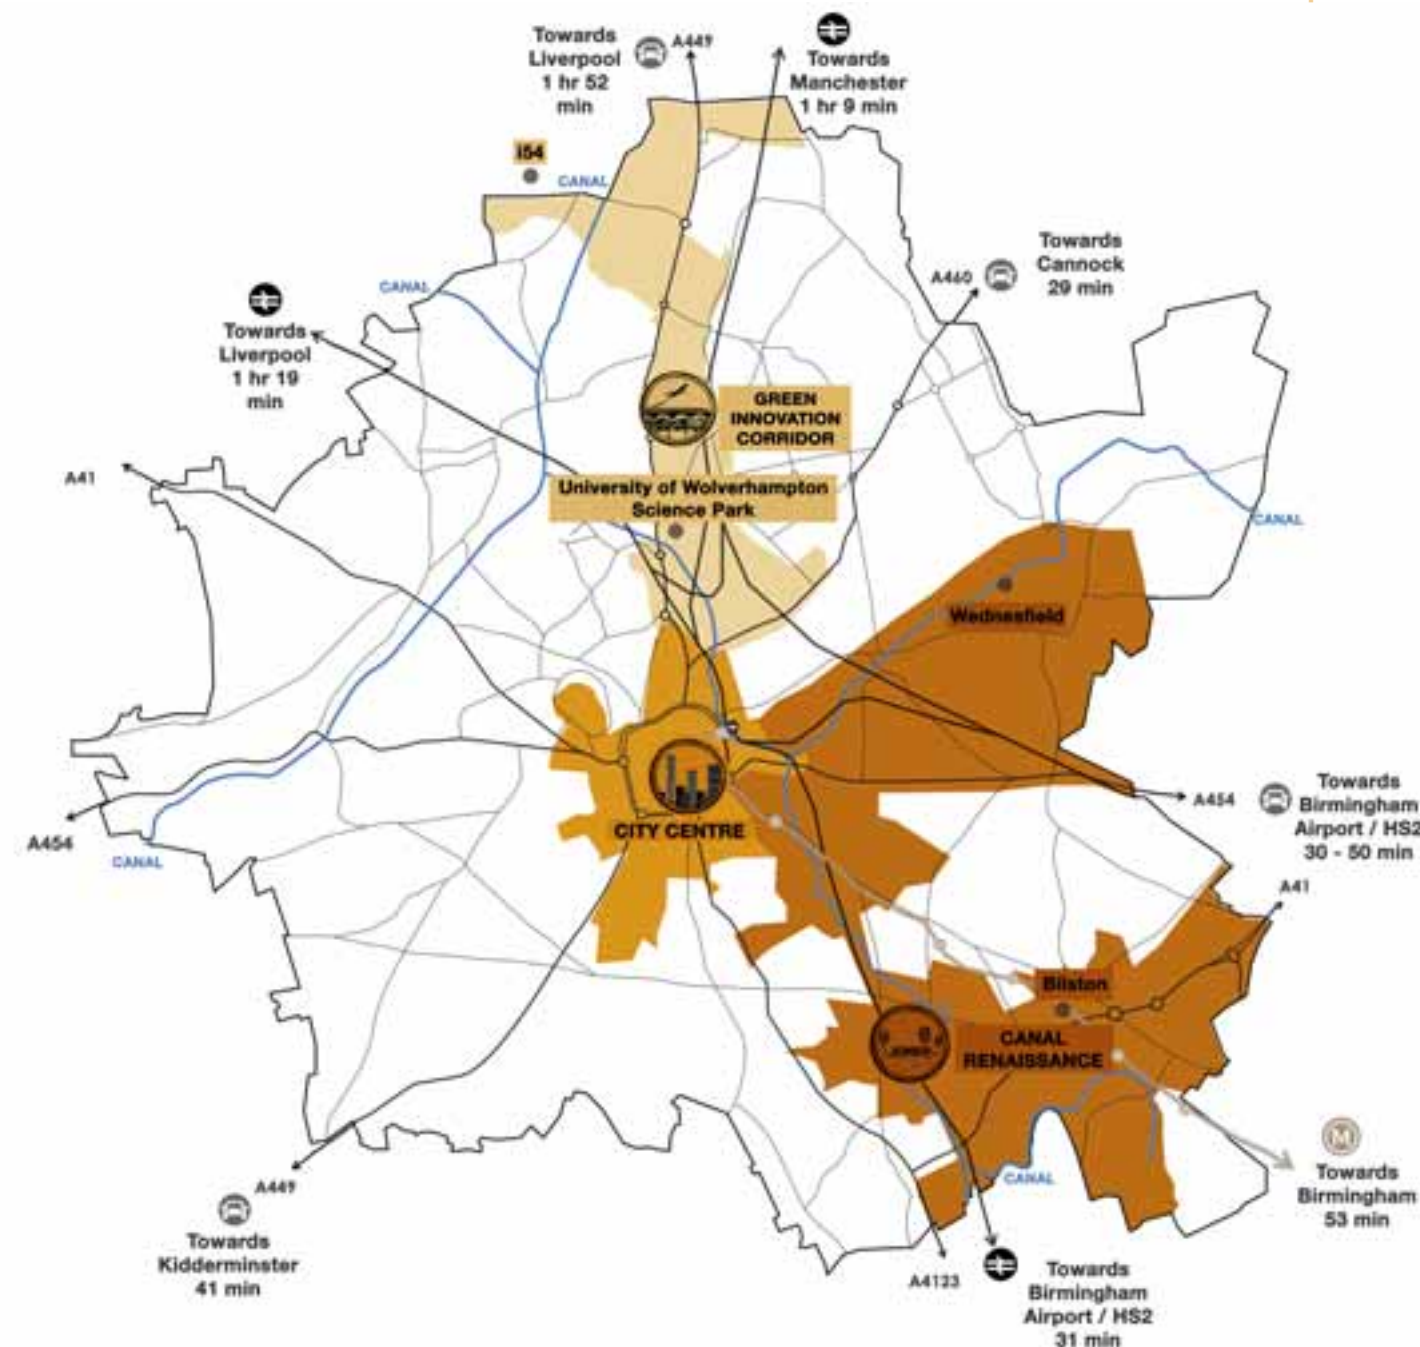 Towards
Liverpool
1 hr 52
min
A449
Towards
Manchester
1 hr 9 min
i54
CANAL
Towards
Cannock
29 min
A460
CANAL
Towards
Liverpool
1 hr 19
min
GREEN
INNOVATION
CORRIDOR
A41
University of Wolverhampton
Science Park
CANAL
Wednesfield
A454
Towards
Birmingham
Airport / HS2
30 - 50 min
CITY CENTRE
A454
CANAL
A41
Bilston
CANAL
RENAISSANCE
M
Towards
Birmingham
53 min
CANAL
A449
Towards
Kidderminster
41 min
A4123
Towards
Birmingham
Airport / HS2
31 min